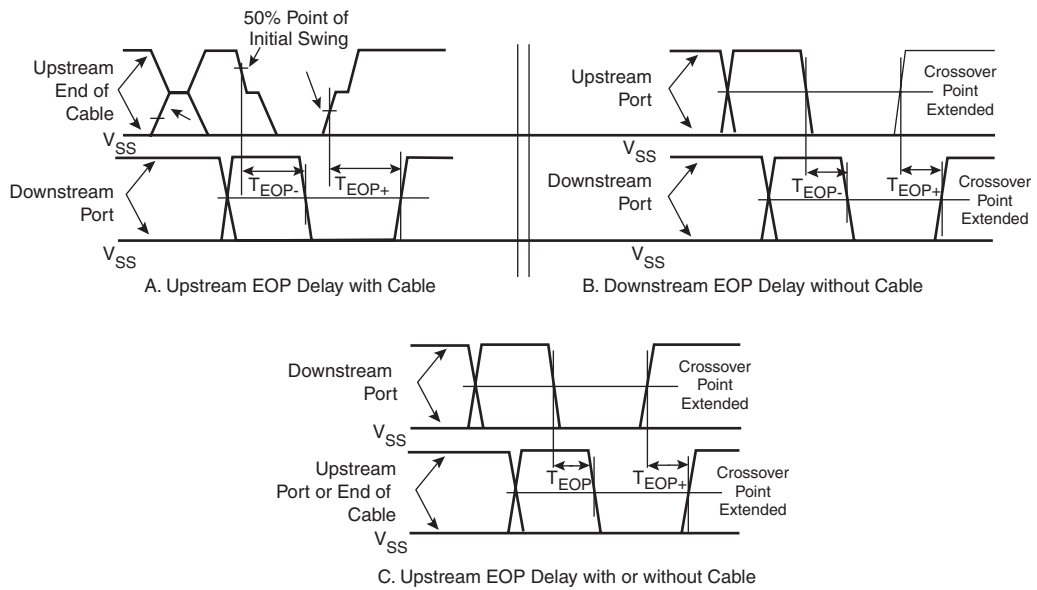 50% Point of
Initial Swing
Upstream
End of
Cable
VSS
Downstream
Port
TEOP-
TEOP+
VSS
A. Upstream EOP Delay with Cable
Upstream
Port
Crossover
Point
Extended
VSS
Downstream
Port
TEOP-
TEOP+
Crossover
Point
Extended
VSS
B. Downstream EOP Delay without Cable
Downstream
Port
Crossover
Point
Extended
VSS
Upstream
Port or End of
Cable
TEOP
TEOP+
Crossover
Point
Extended
VSS
C. Upstream EOP Delay with or without Cable